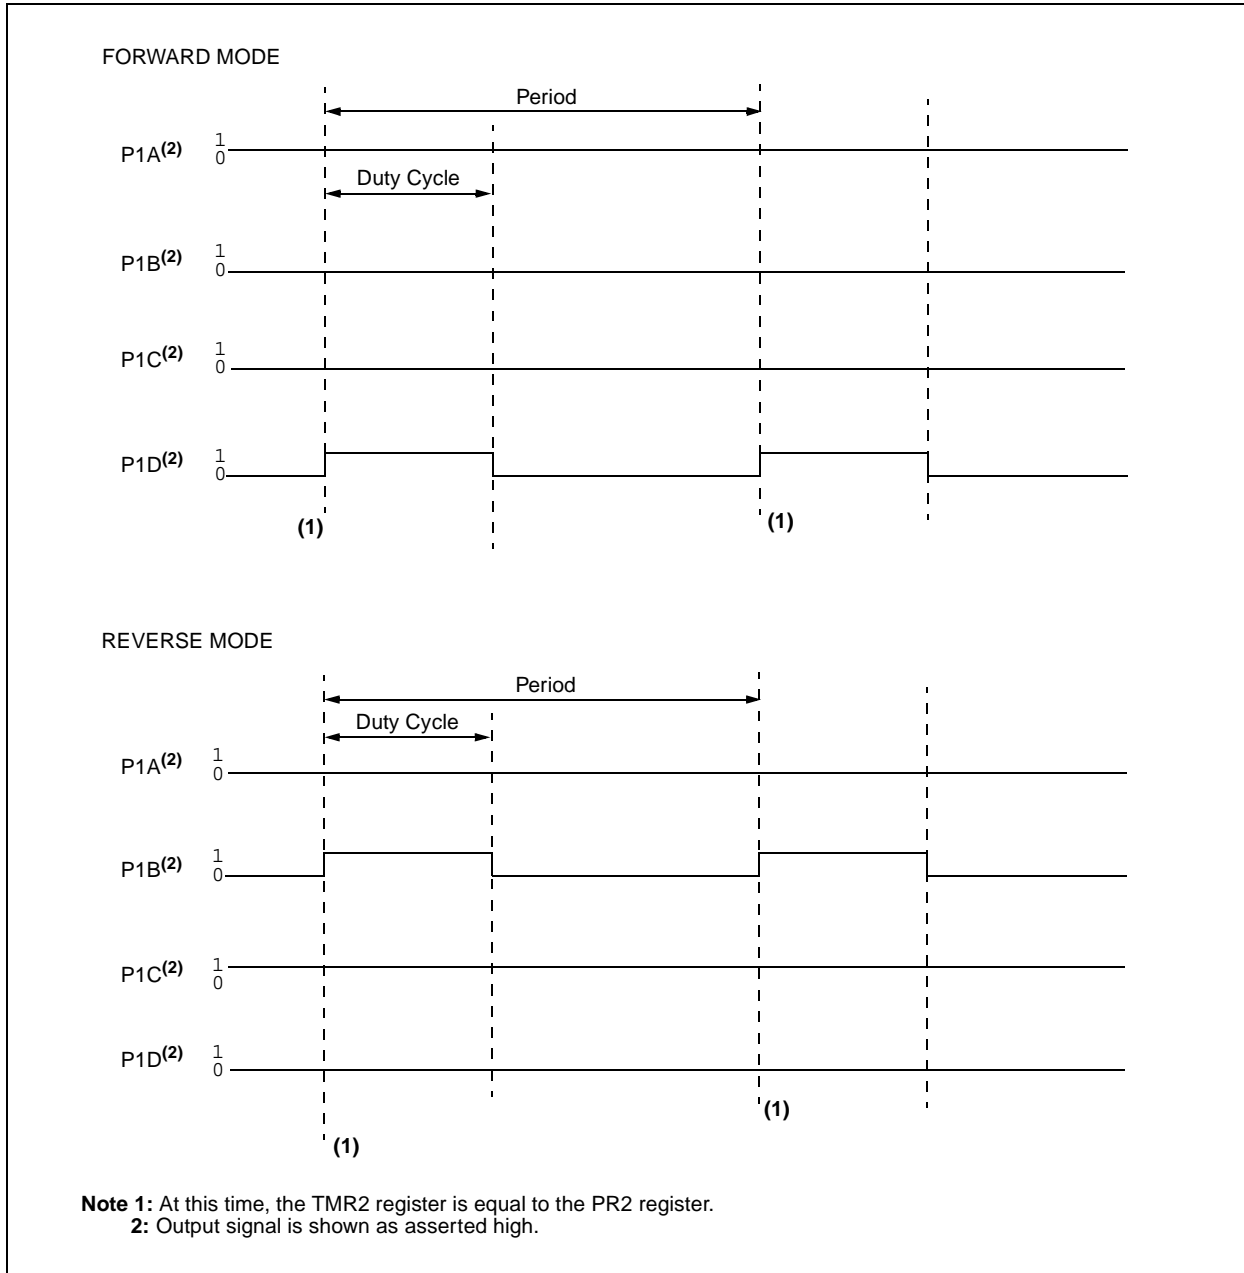 FORWARD MODE
Period
P1A(2) 1
0
Duty Cycle
P1B(2) 1
0
P1C(2) 1
0
P1D(2) 1
0
(1) (1)
REVERSE MODE
Period
Duty Cycle
P1A(2) 1
0
P1B(2) 1
0
P1C(2) 1
0
P1D(2) 1
0
(1)
(1)
Note 1: At this time, the TMR2 register is equal to the PR2 register.
2: Output signal is shown as asserted high.